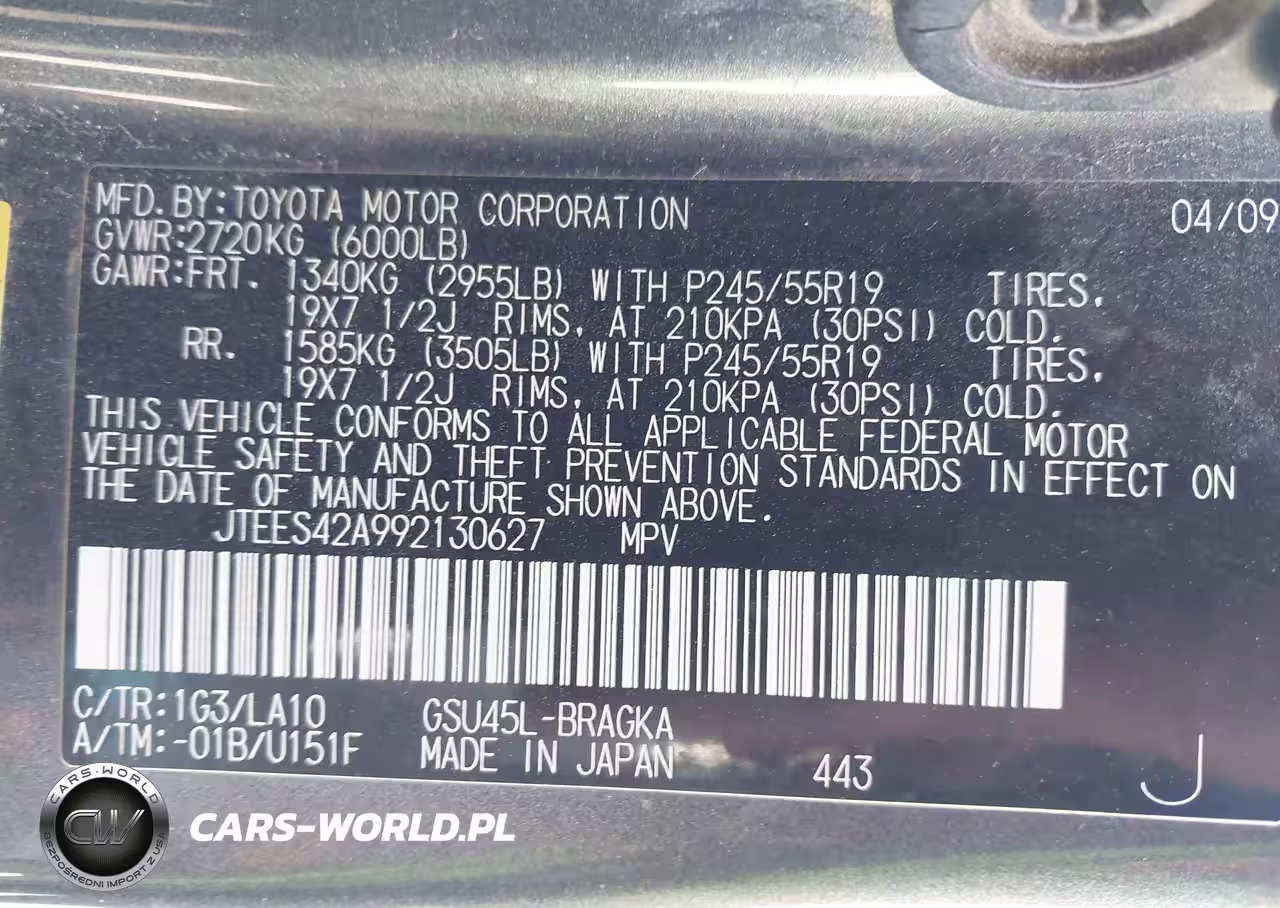 MFD. BY: TOYOTA MOTOR CORPORATION 04/09
GVWR: 2720KG (6000LB)
GAWR: FRT. 1340KG (2955LB) WITH P245/55R19 TIRES,
19X7 1/2J RIMS, AT 210KPA (30PSI) COLD.
RR. 1585KG (3505LB) WITH P245/55R19 TIRES,
19X7 1/2J RIMS, AT 210KPA (30PSI) COLD.
THIS VEHICLE CONFORMS TO ALL APPLICABLE FEDERAL MOTOR
VEHICLE SAFETY AND THEFT PREVENTION STANDARDS IN EFFECT ON
THE DATE OF MANUFACTURE SHOWN ABOVE.
JTEES42A992130627 MPV
C/TR: 1G3/LA10 GSU45L-BRAGKA
A/TM: -01B/U151F MADE IN JAPAN 443 J
CARS-WORLD
CW
BEZPOŚREDNI IMPORT Z USA
CARS-WORLD.PL